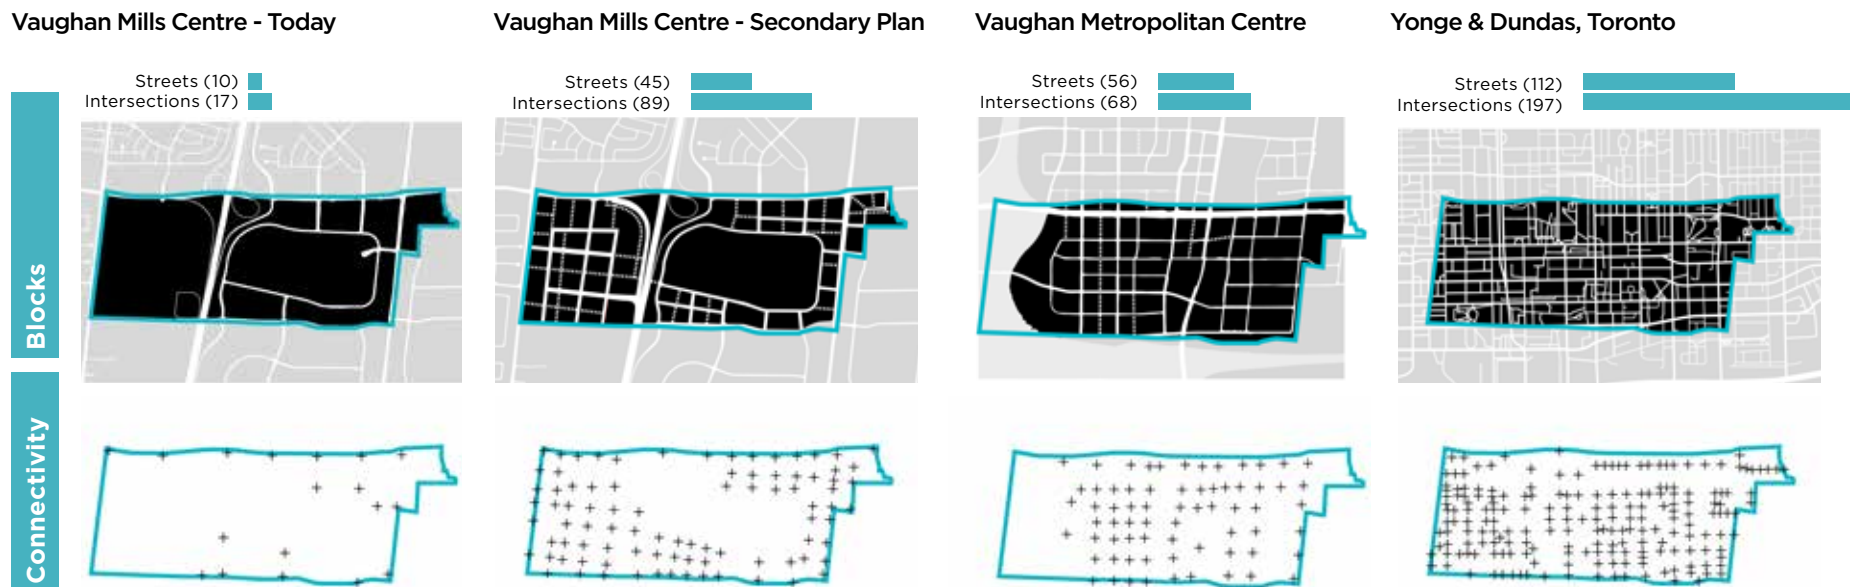 Vaughan Mills Centre - Today
Streets (10)
Intersections (17)
Vaughan Mills Centre - Secondary Plan
Streets (45)
Intersections (89)
Vaughan Metropolitan Centre
Streets (56)
Intersections (68)
Yonge & Dundas, Toronto
Streets (112)
Intersections (197)
Blocks
Connectivity